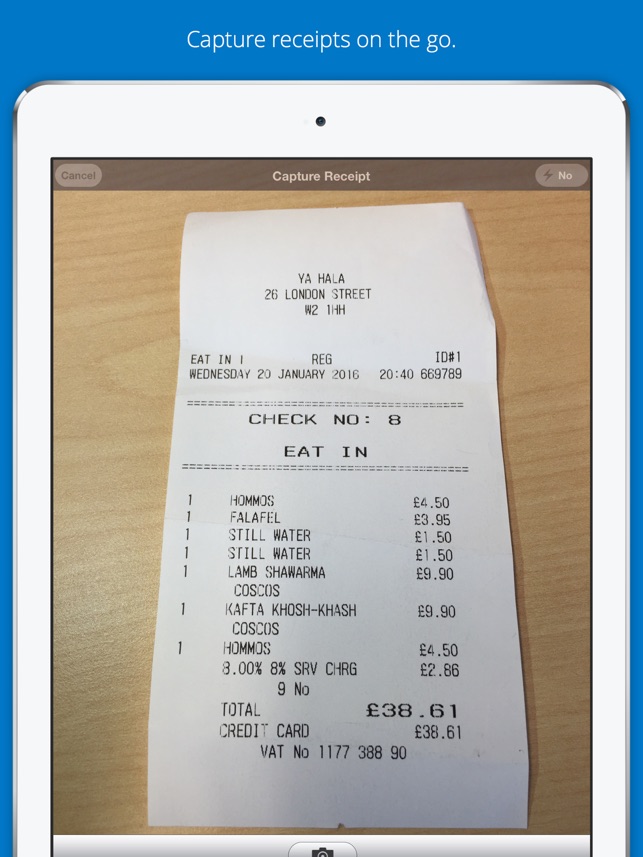 Capture receipts on the go.
Cancel Capture Receipt No
YA HALA
26 LONDON STREET
W2 1HH
EAT IN 1 REG ID#1
WEDNESDAY 20 JANUARY 2016 20:40 669789
CHECK NO: 8
EAT IN
1 HOMMOS £4.50
1 FALAFEL £3.95
1 STILL WATER £1.50
1 STILL WATER £1.50
1 LAMB SHAWARMA £9.90
COSCOS
1 KAFTA KHOSH-KHASH £9.90
COSCOS
1 HOMMOS £4.50
8.00% 8% SRV CHRG £2.86
9 No
TOTAL £38.61
CREDIT CARD £38.61
VAT No 1177 388 90